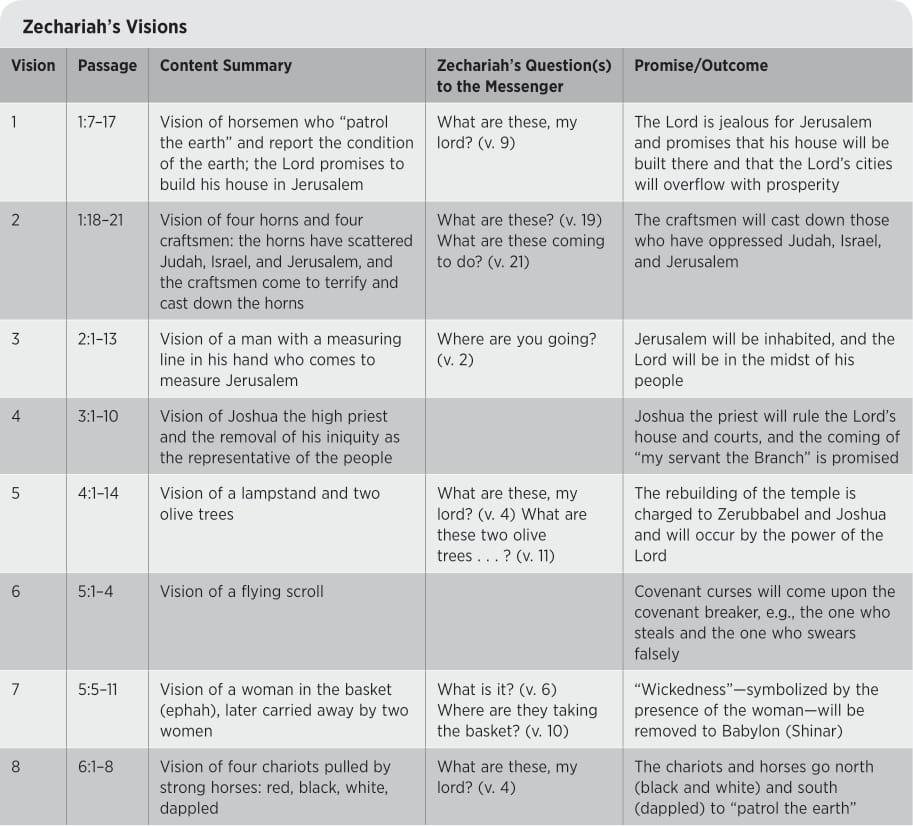 Zechariah’s Visions
Vision
Passage
Content Summary
Zechariah’s Question(s)
to the Messenger
Promise/Outcome
1
1:7–17
Vision of horsemen who “patrol
the earth” and report the condition
of the earth; the Lord promises to
build his house in Jerusalem
What are these, my
lord? (v. 9)
The Lord is jealous for Jerusalem
and promises that his house will be
built there and that the Lord’s cities
will overflow with prosperity
2
1:18–21
Vision of four horns and four
craftsmen: the horns have scattered
Judah, Israel, and Jerusalem, and
the craftsmen come to terrify and
cast down the horns
What are these? (v. 19)
What are these coming
to do? (v. 21)
The craftsmen will cast down those
who have oppressed Judah, Israel,
and Jerusalem
3
2:1–13
Vision of a man with a measuring
line in his hand who comes to
measure Jerusalem
Where are you going?
(v. 2)
Jerusalem will be inhabited, and the
Lord will be in the midst of his
people
4
3:1–10
Vision of Joshua the high priest
and the removal of his iniquity as
the representative of the people
Joshua the priest will rule the Lord’s
house and courts, and the coming of
“my servant the Branch” is promised
5
4:1–14
Vision of a lampstand and two
olive trees
What are these, my
lord? (v. 4) What are
these two olive
trees . . . ? (v. 11)
The rebuilding of the temple is
charged to Zerubbabel and Joshua
and will occur by the power of the
Lord
6
5:1–4
Vision of a flying scroll
Covenant curses will come upon the
covenant breaker, e.g., the one who
steals and the one who swears
falsely
7
5:5–11
Vision of a woman in the basket
(ephah), later carried away by two
women
What is it? (v. 6)
Where are they taking
the basket? (v. 10)
“Wickedness”—symbolized by the
presence of the woman—will be
removed to Babylon (Shinar)
8
6:1–8
Vision of four chariots pulled by
strong horses: red, black, white,
dappled
What are these, my
lord? (v. 4)
The chariots and horses go north
(black and white) and south
(dappled) to “patrol the earth”